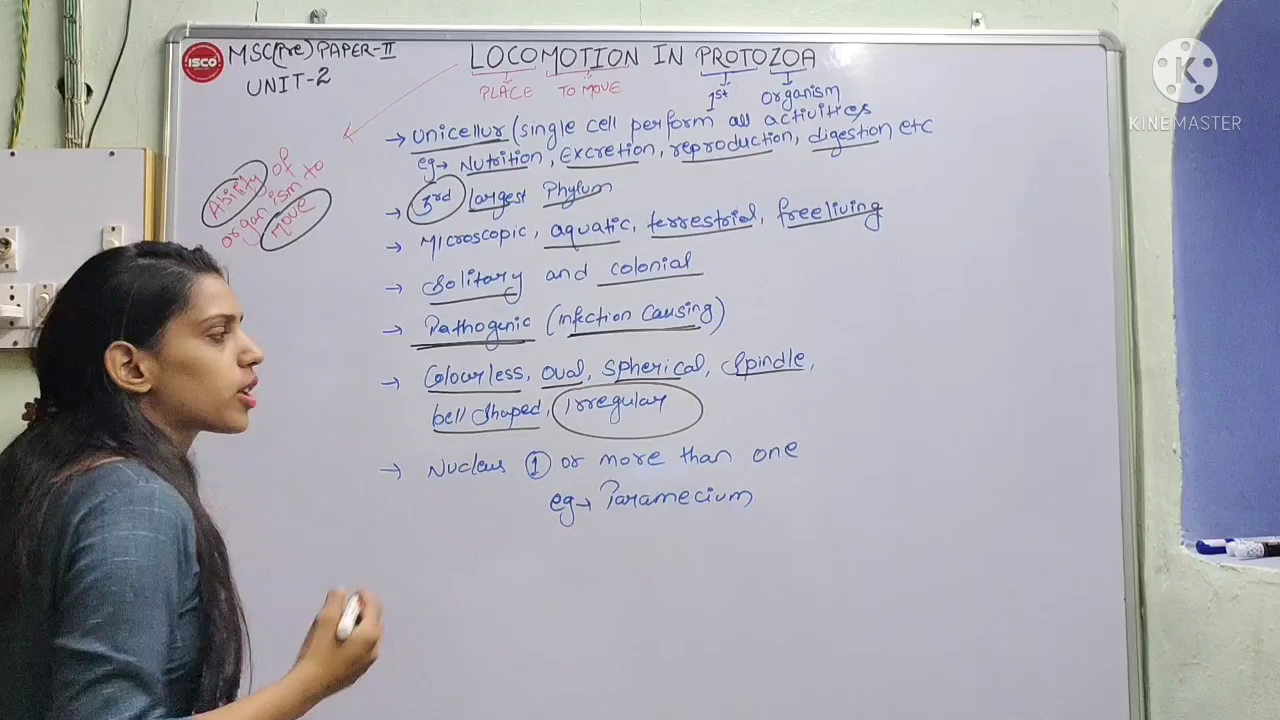 ISCO
MSC(Pre) PAPER-II
UNIT-2
LOCOMOTION IN PROTOZOA
PLACE TO MOVE 1st organism
Ability of
organism to
move
→ Unicellur (single cell perform all activities
eg→ Nutrition, Excretion, reproduction, digestion etc
→ 3rd largest Phylum
→ Microscopic, aquatic, terrestrial, freeliving
→ Solitary and colonial
→ Pathogenic (infection causing)
→ Colourless, oval, spherical, Spindle,
bell shaped, irregular
→ Nucleus 1 or more than one
eg→ Paramecium
K
KINEMASTER